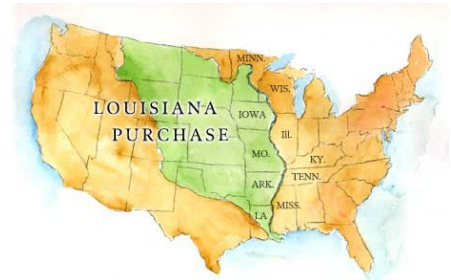 MINN.
WIS.
LOUISIANA
PURCHASE
IOWA
Ill.
MO.
KY.
TENN.
ARK.
MISS.
LA